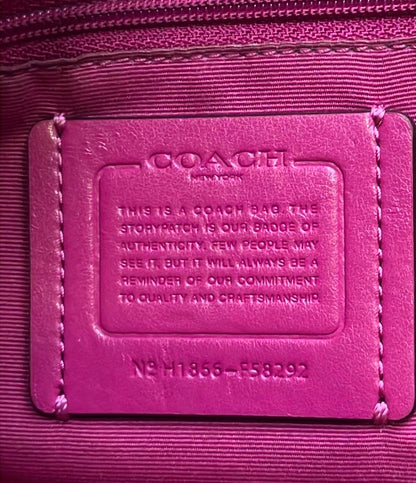 COACH
NEW YORK
THIS IS A COACH BAG. THE
STORYPATCH IS OUR BADGE OF
AUTHENTICITY. FEW PEOPLE MAY
SEE IT, BUT IT WILL ALWAYS BE A
REMINDER OF OUR COMMITMENT
TO QUALITY AND CRAFTSMANSHIP.
Nº H1866-F58292